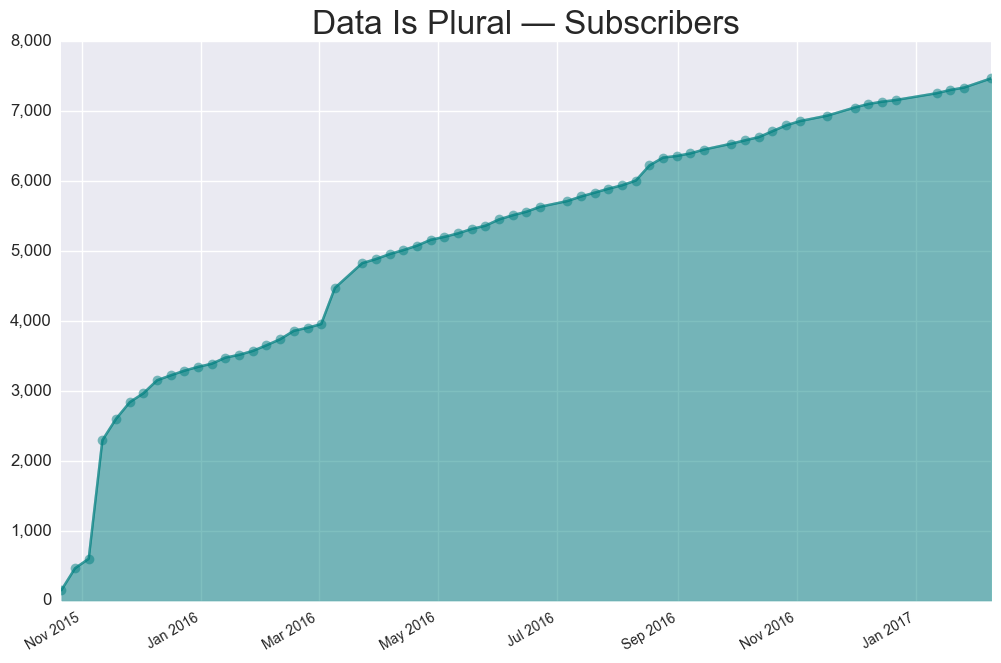 Data Is Plural — Subscribers
8,000
7,000
6,000
5,000
4,000
3,000
2,000
1,000
0
Nov 2015
Jan 2016
Mar 2016
May 2016
Jul 2016
Sep 2016
Nov 2016
Jan 2017